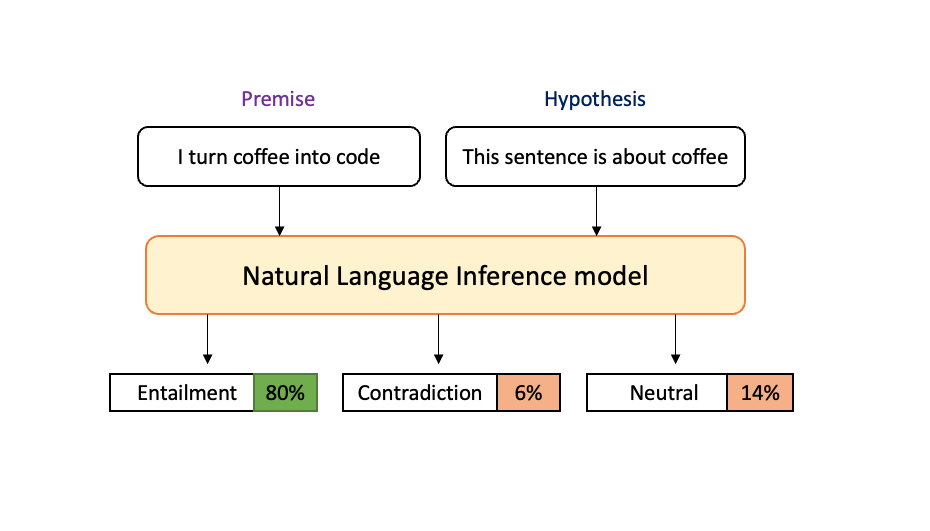 Premise
Hypothesis
I turn coffee into code
This sentence is about coffee
Natural Language Inference model
Entailment 80%
Contradiction 6%
Neutral 14%